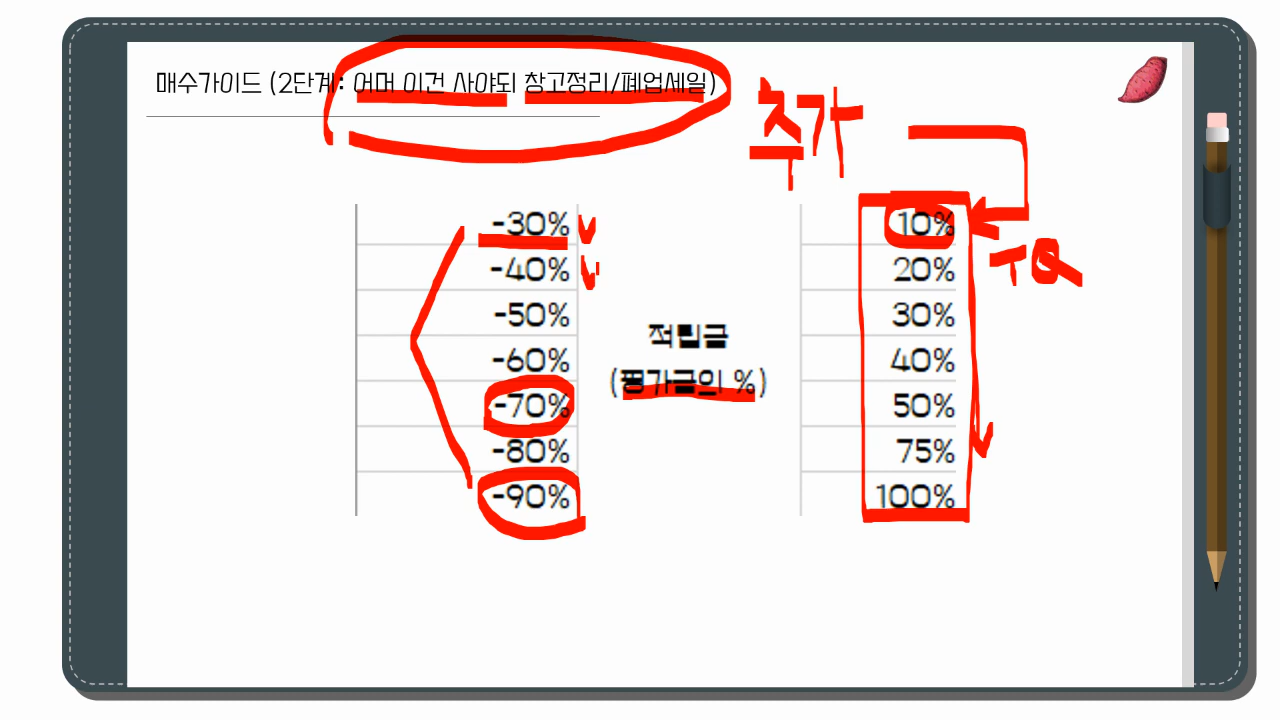 매수가이드 (2단계: 어머 이건 사야되 창고정리/폐업세일)
추가
-30% 10%
-40% 20%
TQ
-50% 30%
적립금
-60% 40%
(평가금의 %)
-70% 50%
-80% 75%
-90% 100%